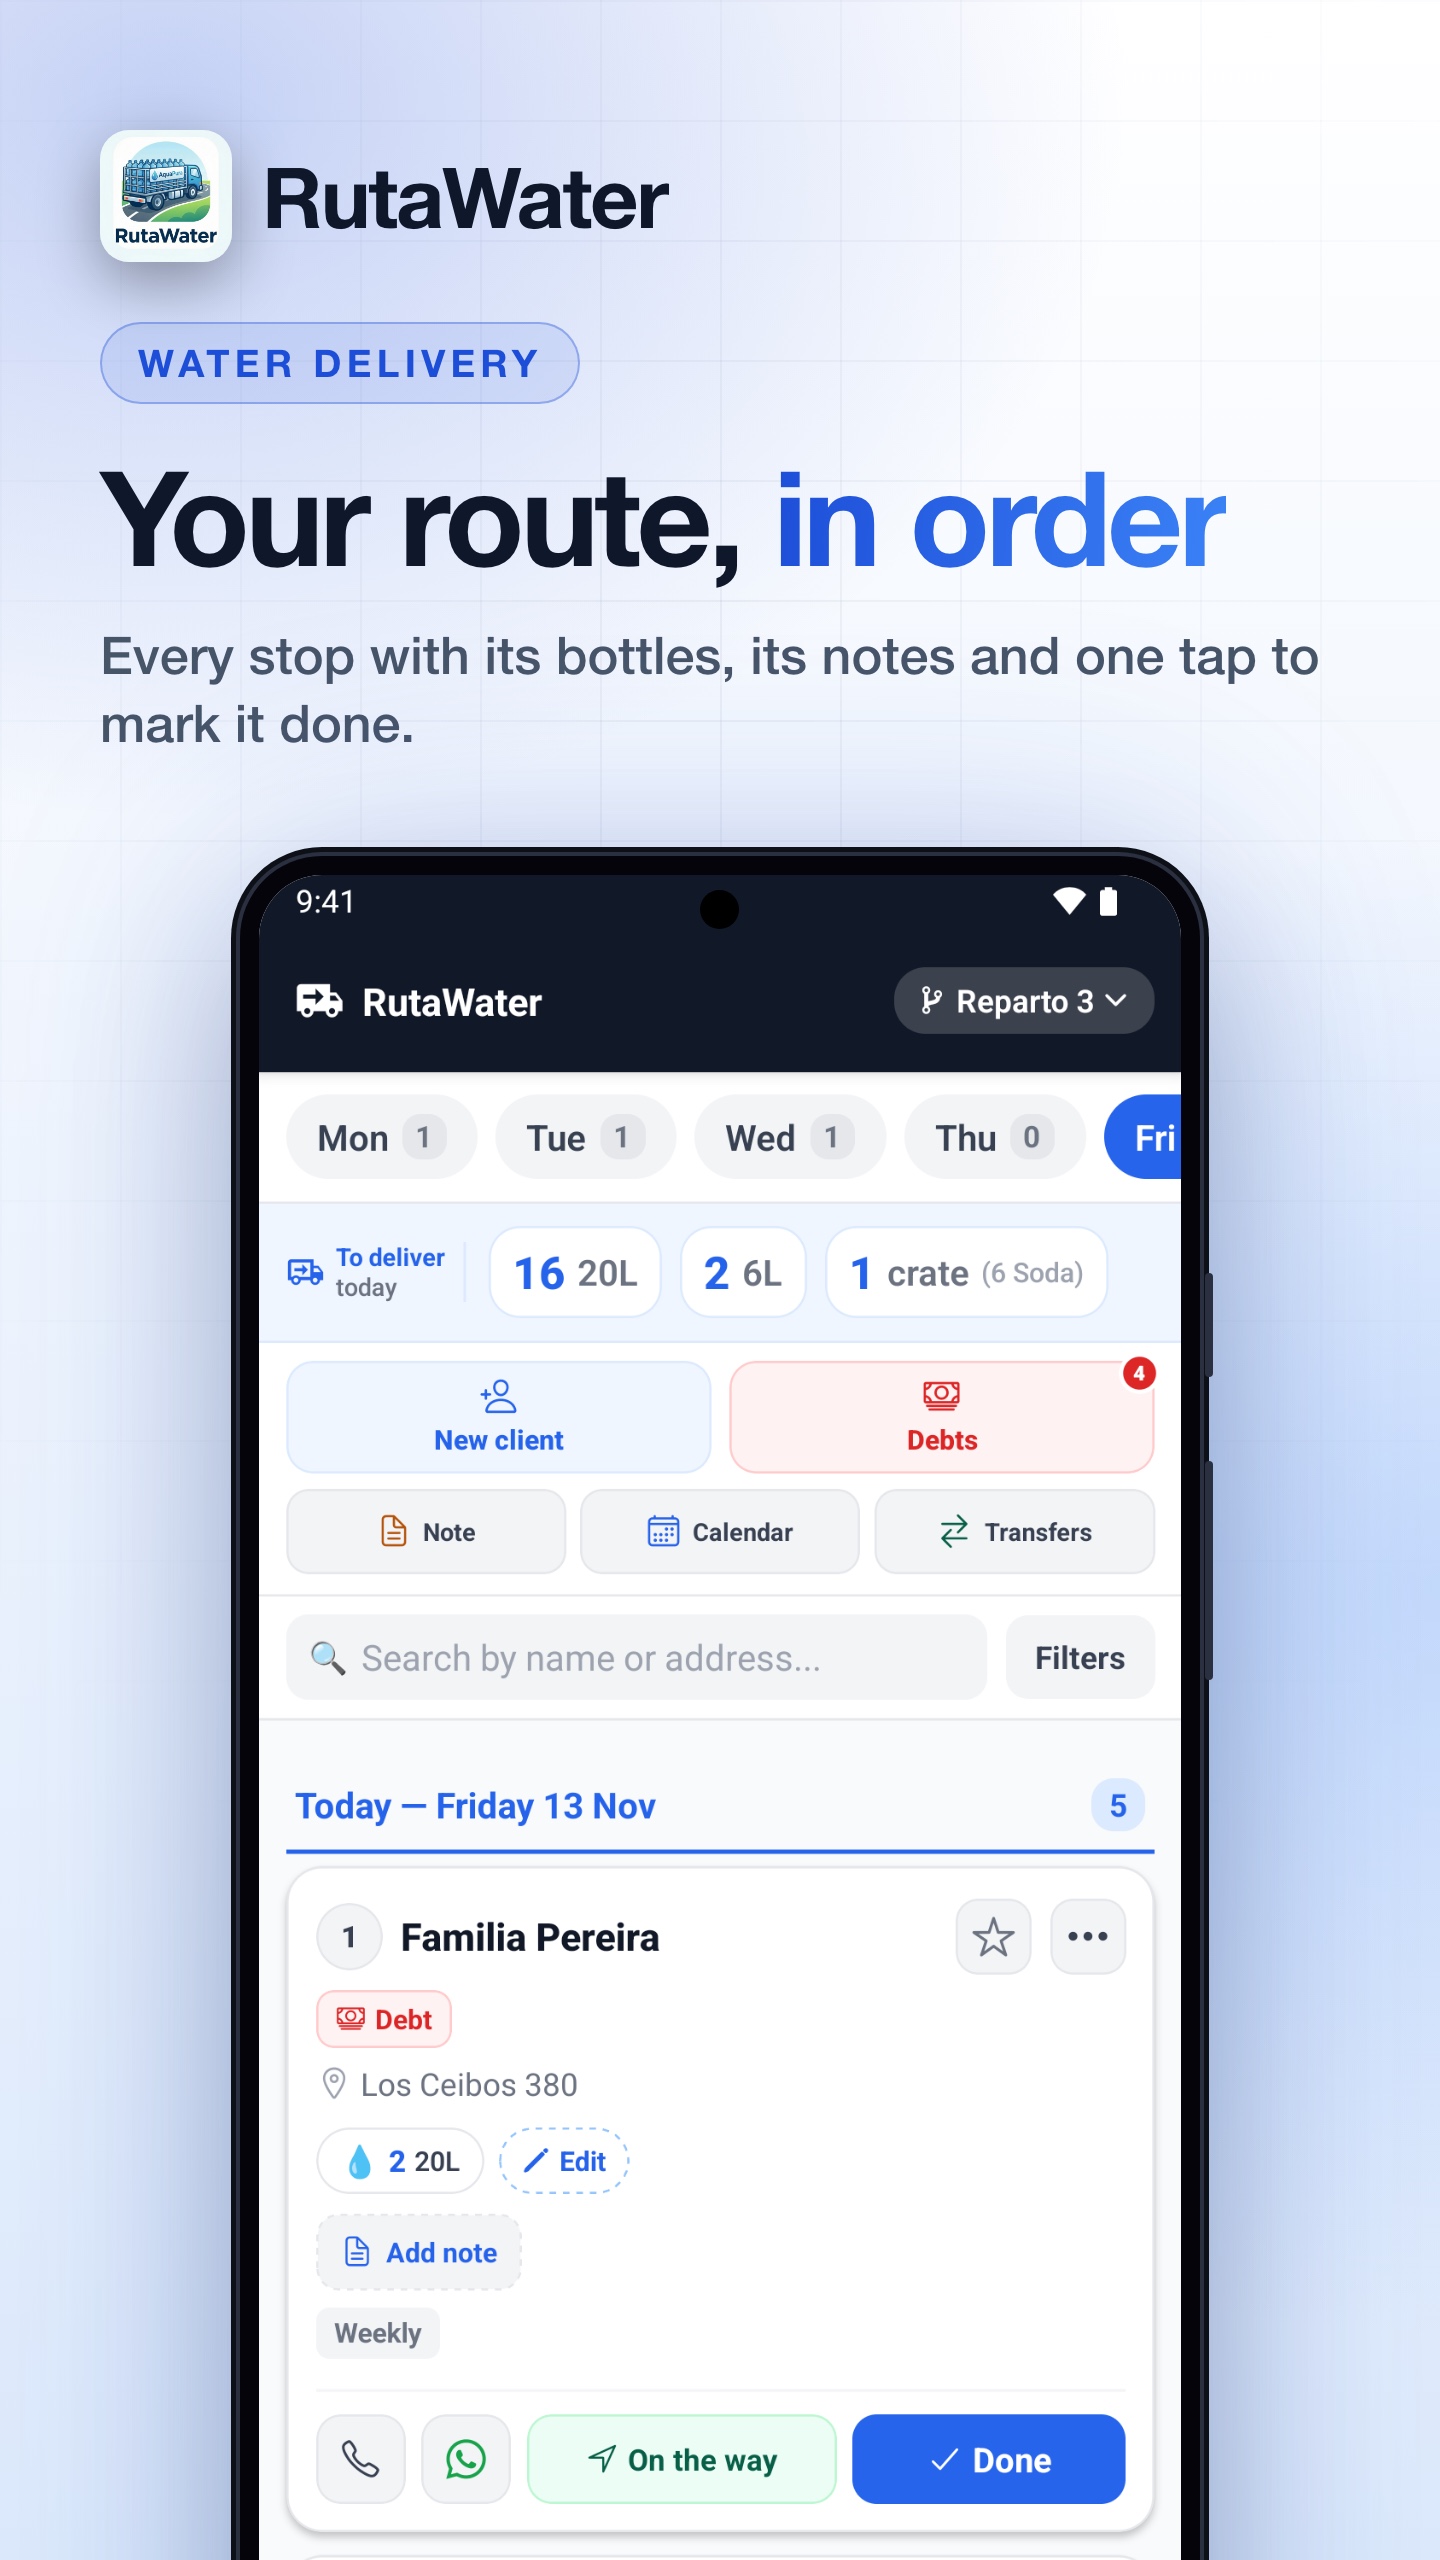 AquaPura
RutaWater
RutaWater
WATER DELIVERY
Your route, in order
Every stop with its bottles, its notes and one tap to
mark it done.
9:41
RutaWater
Reparto 3
Mon 1
Tue 1
Wed 1
Thu 0
Fri
To deliver
today
16 20L
2 6L
1 crate (6 Soda)
New client
Debts
4
Note
Calendar
Transfers
Search by name or address...
Filters
Today — Friday 13 Nov
5
1
Familia Pereira
Debt
Los Ceibos 380
2 20L
Edit
Add note
Weekly
On the way
Done